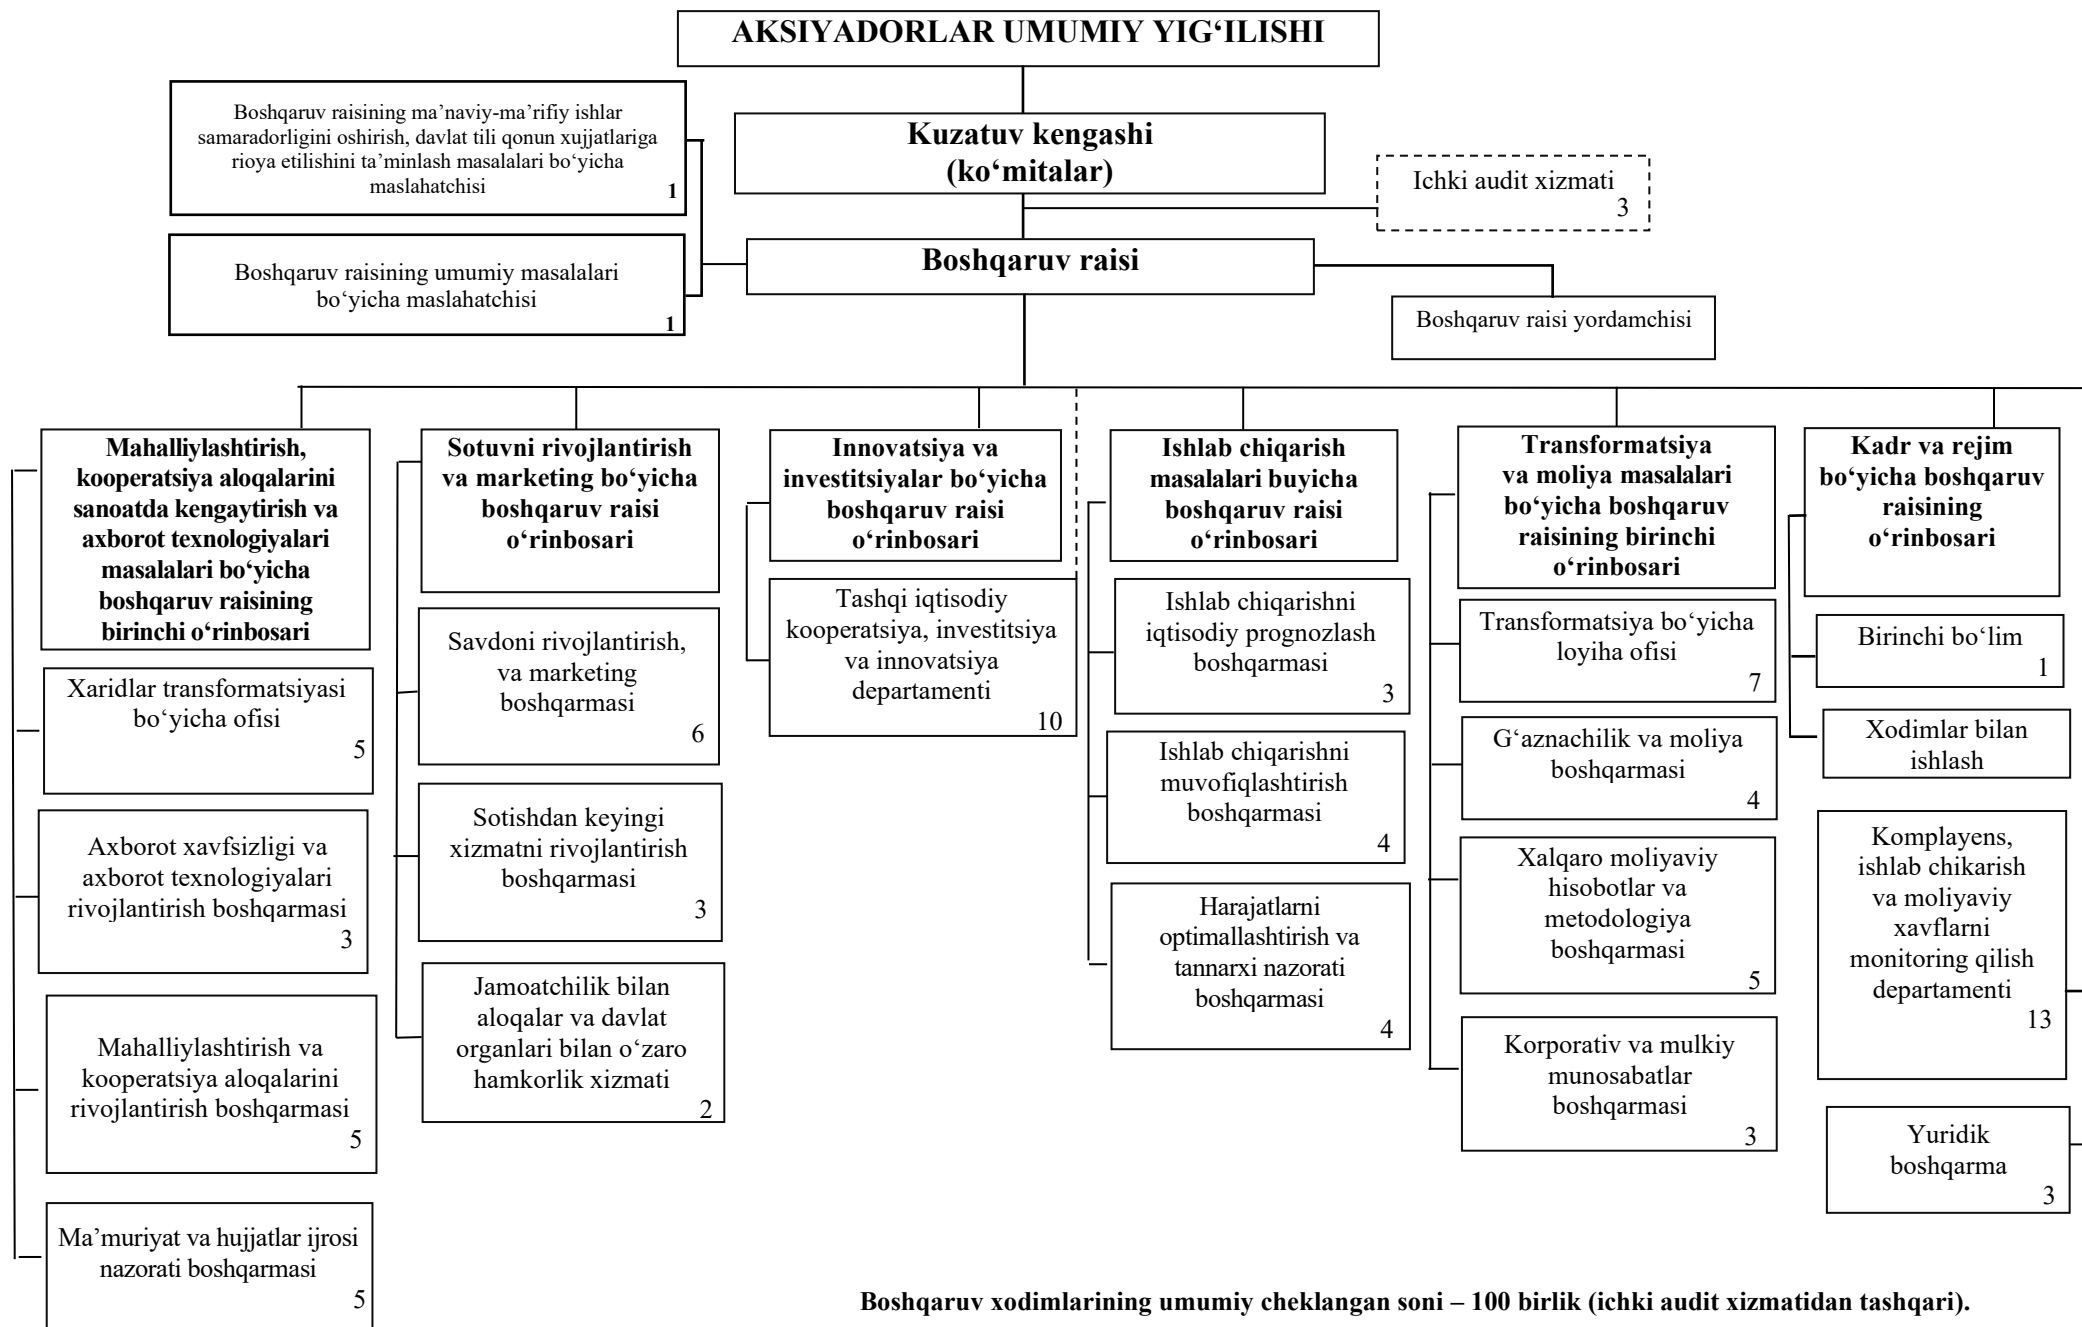 AKSIYADORLAR UMUMIY YIG‘ILISHI
Boshqaruv raisining ma’naviy-ma’rifiy ishlar
samaradorligini oshirish, davlat tili qonun xujjatlariga
rioya etilishini ta’minlash masalalari bo‘yicha
maslahatchisi
1
Kuzatuv kengashi
(ko‘mitalar)
Ichki audit xizmati
3
Boshqaruv raisining umumiy masalalari
bo‘yicha maslahatchisi
1
Boshqaruv raisi
Boshqaruv raisi yordamchisi
Mahalliylashtirish,
kooperatsiya aloqalarini
sanoatda kengaytirish va
axborot texnologiyalari
masalalari bo‘yicha
boshqaruv raisining
birinchi o‘rinbosari
Xaridlar transformatsiyasi
bo‘yicha ofisi
5
Axborot xavfsizligi va
axborot texnologiyalari
rivojlantirish boshqarmasi
3
Mahalliylashtirish va
kooperatsiya aloqalarini
rivojlantirish boshqarmasi
5
Ma’muriyat va hujjatlar ijrosi
nazorati boshqarmasi
5
Sotuvni rivojlantirish
va marketing bo‘yicha
boshqaruv raisi
o‘rinbosari
Savdoni rivojlantirish,
va marketing
boshqarmasi
6
Sotishdan keyingi
xizmatni rivojlantirish
boshqarmasi
3
Jamoatchilik bilan
aloqalar va davlat
organlari bilan o‘zaro
hamkorlik xizmati
2
Innovatsiya va
investitsiyalar bo‘yicha
boshqaruv raisi
o‘rinbosari
Tashqi iqtisodiy
kooperatsiya, investitsiya
va innovatsiya
departamenti
10
Ishlab chiqarish
masalalari buyicha
boshqaruv raisi
o‘rinbosari
Ishlab chiqarishni
iqtisodiy prognozlash
boshqarmasi
3
Ishlab chiqarishni
muvofiqlashtirish
boshqarmasi
4
Harajatlarni
optimallashtirish va
tannarxi nazorati
boshqarmasi
4
Transformatsiya
va moliya masalalari
bo‘yicha boshqaruv
raisining birinchi
o‘rinbosari
Transformatsiya bo‘yicha
loyiha ofisi
7
G‘aznachilik va moliya
boshqarmasi
4
Xalqaro moliyaviy
hisobotlar va
metodologiya
boshqarmasi
5
Korporativ va mulkiy
munosabatlar
boshqarmasi
3
Kadr va rejim
bo‘yicha boshqaruv
raisining
o‘rinbosari
Birinchi bo‘lim
1
Xodimlar bilan
ishlash
Komplayens,
ishlab chikarish
va moliyaviy
xavflarni
monitoring qilish
departamenti
13
Yuridik
boshqarma
3
Boshqaruv xodimlarining umumiy cheklangan soni – 100 birlik (ichki audit xizmatidan tashqari).